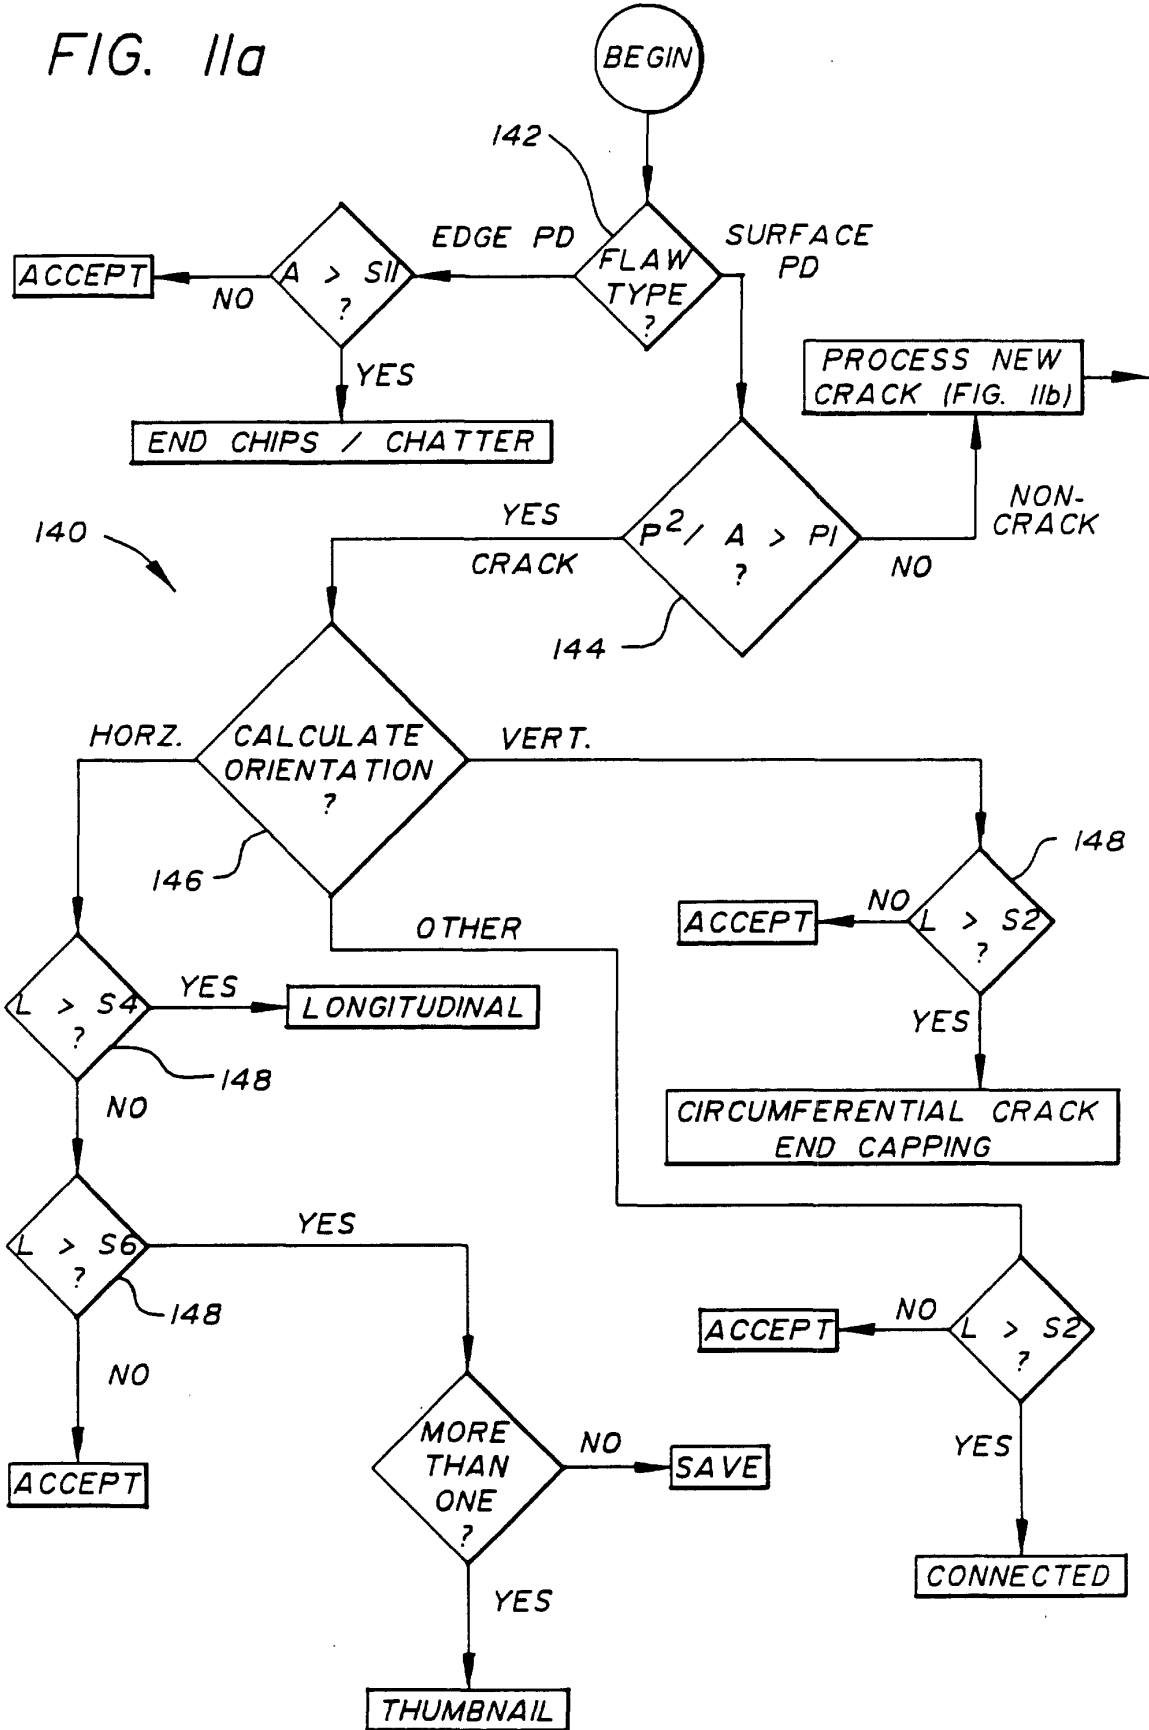 FIG. 11a
BEGIN
142
EDGE PD
SURFACE
PD
FLAW
TYPE
?
A > S11
?
ACCEPT
NO
YES
END CHIPS / CHATTER
PROCESS NEW
CRACK (FIG. 11b)
NON-
CRACK
140
YES
CRACK
P² / A > P1
?
NO
144
HORZ.
CALCULATE
ORIENTATION
?
VERT.
146
148
OTHER
ACCEPT
NO
L > S2
?
YES
CIRCUMFERENTIAL CRACK
END CAPPING
L > S4
?
YES
LONGITUDINAL
148
NO
L > S6
?
YES
148
NO
ACCEPT
MORE
THAN
ONE
?
NO
SAVE
YES
THUMBNAIL
ACCEPT
NO
L > S2
?
YES
CONNECTED